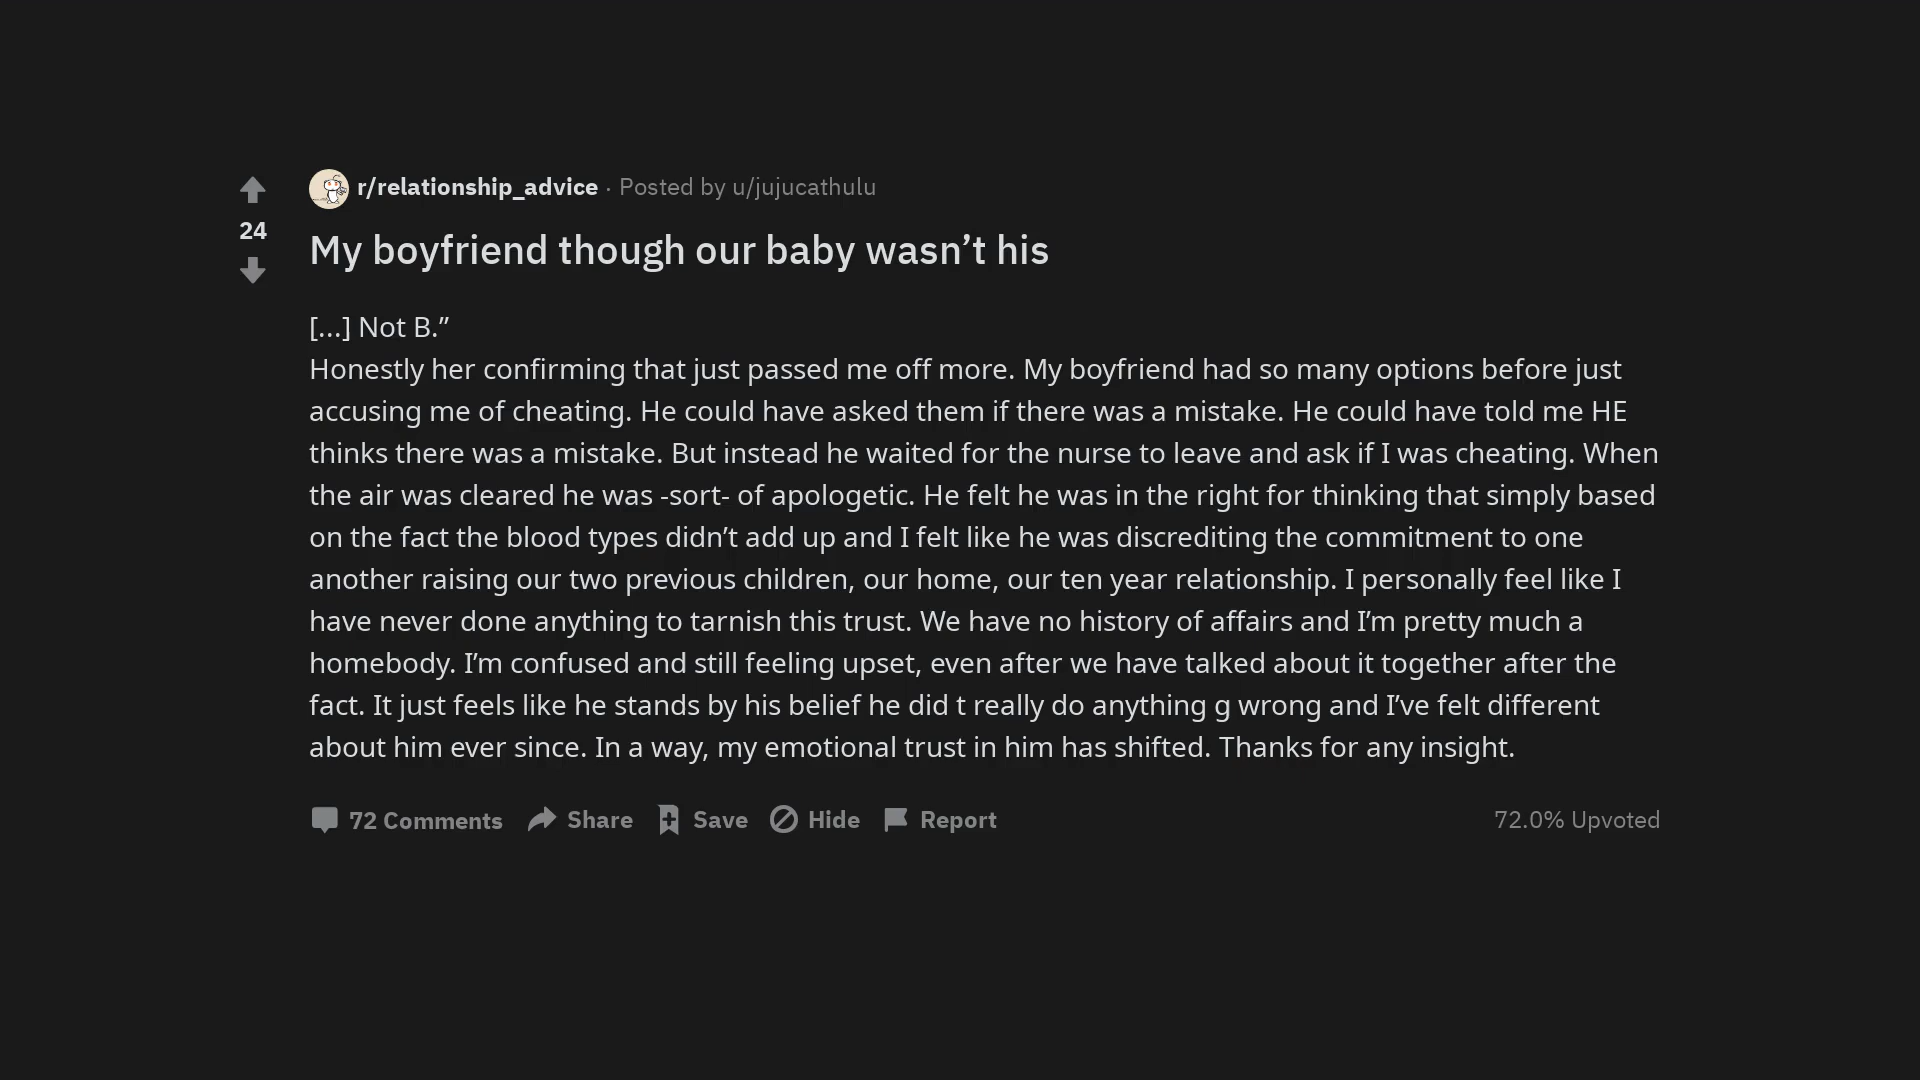 r/relationship_advice · Posted by u/jujucathulu
24
My boyfriend though our baby wasn’t his
[...] Not B.”
Honestly her confirming that just passed me off more. My boyfriend had so many options before just
accusing me of cheating. He could have asked them if there was a mistake. He could have told me HE
thinks there was a mistake. But instead he waited for the nurse to leave and ask if I was cheating. When
the air was cleared he was -sort- of apologetic. He felt he was in the right for thinking that simply based
on the fact the blood types didn’t add up and I felt like he was discrediting the commitment to one
another raising our two previous children, our home, our ten year relationship. I personally feel like I
have never done anything to tarnish this trust. We have no history of affairs and I’m pretty much a
homebody. I’m confused and still feeling upset, even after we have talked about it together after the
fact. It just feels like he stands by his belief he did t really do anything g wrong and I’ve felt different
about him ever since. In a way, my emotional trust in him has shifted. Thanks for any insight.
72 Comments Share Save Hide Report 72.0% Upvoted